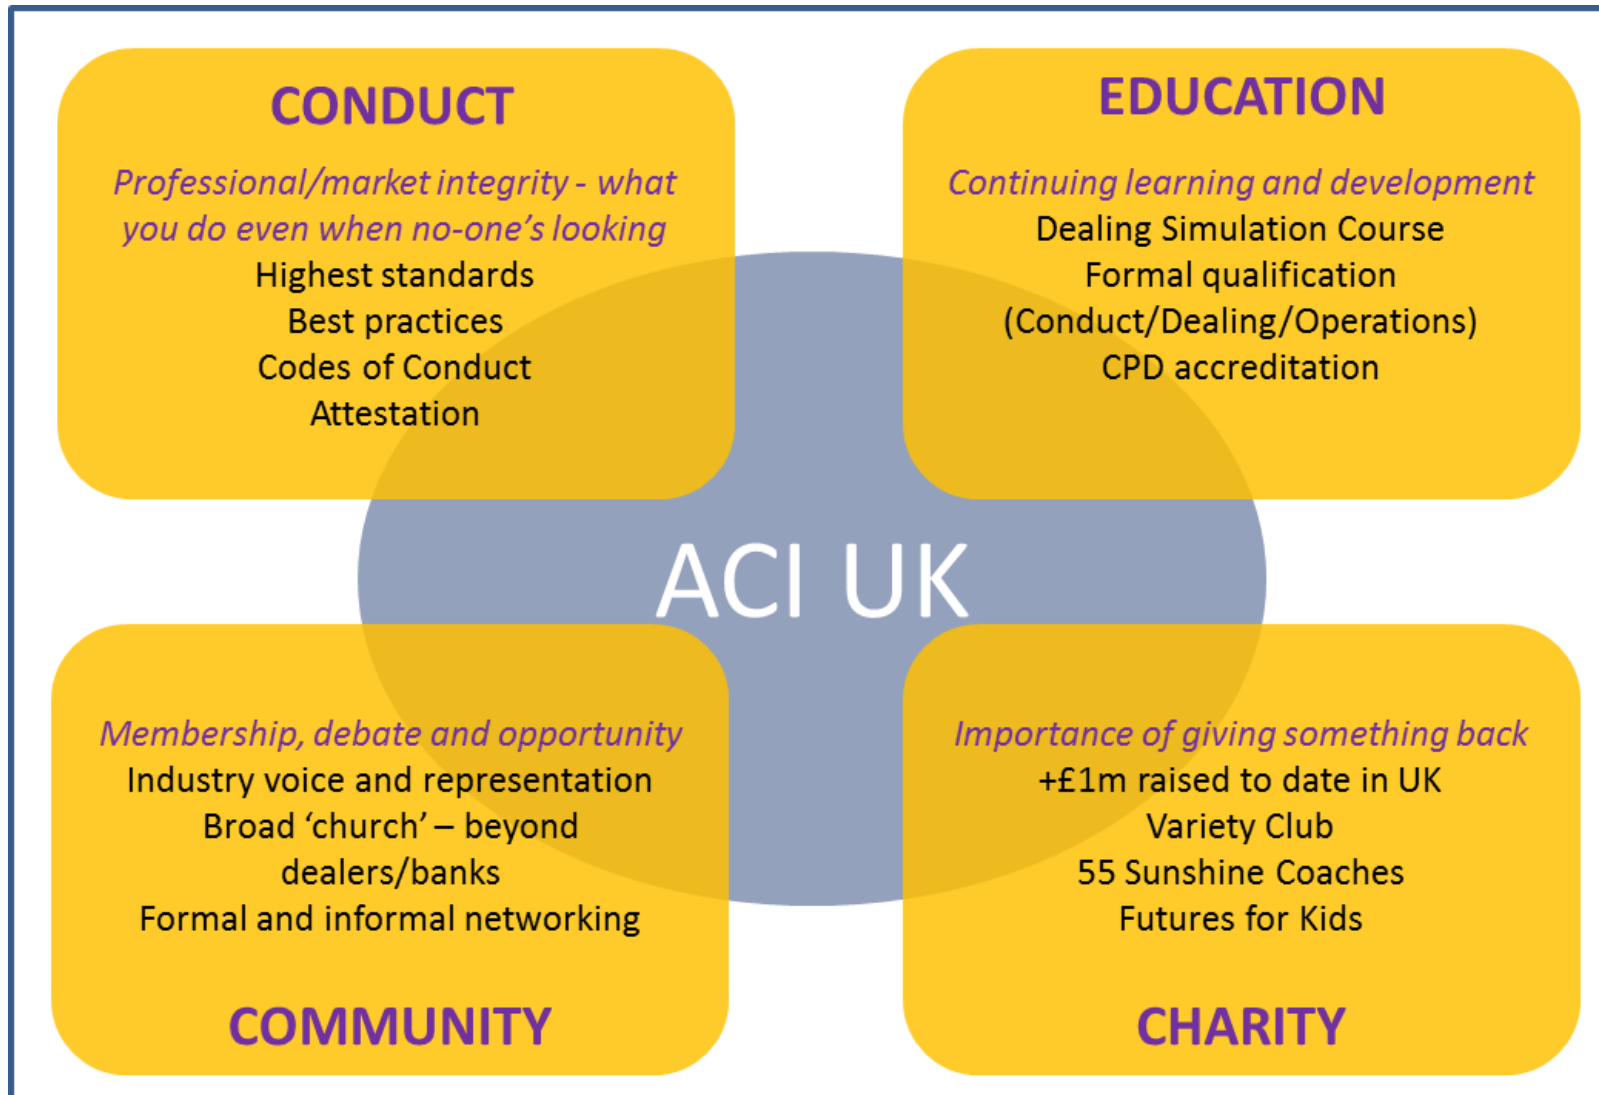 CONDUCT
Professional/market integrity - what
you do even when no-one’s looking
Highest standards
Best practices
Codes of Conduct
Attestation
EDUCATION
Continuing learning and development
Dealing Simulation Course
Formal qualification
(Conduct/Dealing/Operations)
CPD accreditation
ACI UK
Membership, debate and opportunity
Industry voice and representation
Broad ‘church’ – beyond
dealers/banks
Formal and informal networking
COMMUNITY
Importance of giving something back
+£1m raised to date in UK
Variety Club
55 Sunshine Coaches
Futures for Kids
CHARITY